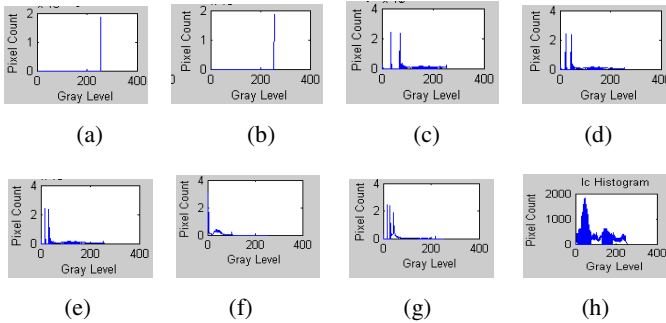 Pixel Count
2
1
0
0
200
400
Gray Level
(a)
Pixel Count
2
1
0
0
200
400
Gray Level
(b)
Pixel Count
4
2
0
0
200
400
Gray Level
(c)
Pixel Count
4
2
0
0
200
400
Gray Level
(d)
Pixel Count
4
2
0
0
200
400
Gray Level
(e)
Pixel Count
4
2
0
0
200
400
Gray Level
(f)
Pixel Count
4
2
0
0
200
400
Gray Level
(g)
Ic Histogram
Pixel Count
2000
1000
0
0
200
400
Gray Level
(h)